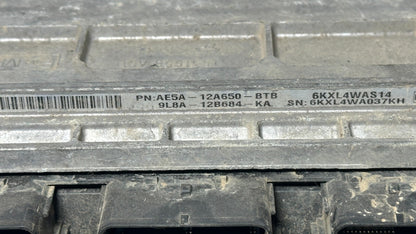 PN:AE5A - 12A650 - BTB 6KXL4WAS14
9L8A - 12B684 - KA SN: 6KXL4WA037KH